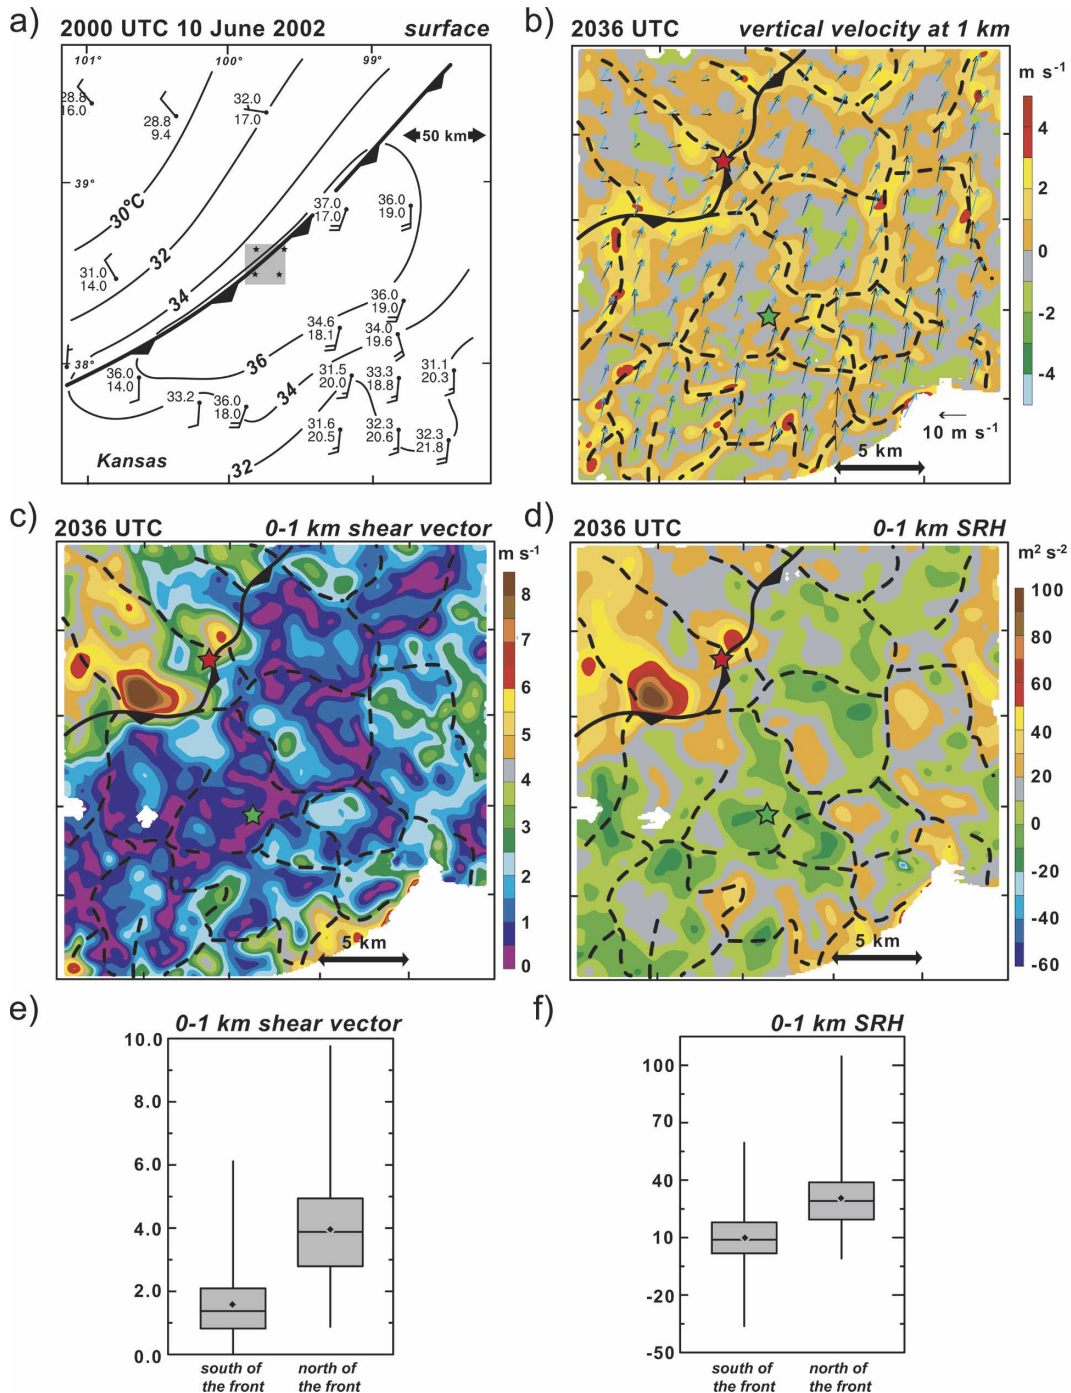 a)
2000 UTC 10 June 2002 surface
101° 100° 99°
28.8
16.0
28.8
9.4
32.0
17.0
50 km
39°
30°C
37.0
17.0
36.0
19.0
32
31.0
14.0
34
36.0
19.0
34.6
18.1
34.0
19.6
38°
36
36.0
14.0
31.5
20.0
33.3
18.8
31.1
20.3
33.2
36.0
18.0
34
31.6
20.5
32.3
20.6
32.3
21.8
Kansas
32
b)
2036 UTC vertical velocity at 1 km
m s-1
4
2
0
-2
-4
10 m s-1
5 km
c)
2036 UTC 0-1 km shear vector
m s-1
8
7
6
5
4
3
2
1
0
5 km
d)
2036 UTC 0-1 km SRH
m2 s-2
100
80
60
40
20
0
-20
-40
-60
5 km
e)
0-1 km shear vector
10.0
8.0
6.0
4.0
2.0
0.0
south of
the front
north of
the front
f)
0-1 km SRH
100
70
40
10
-20
-50
south of
the front
north of
the front